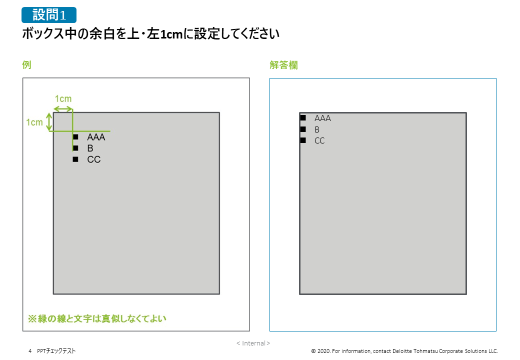 設問1
ボックス中の余白を上・左1cmに設定してください
例
1cm
1cm
■ AAA
■ B
■ CC
※緑の線と文字は真似しなくてよい
解答欄
■ AAA
■ B
■ CC
< Internal >
4 PPTチェックテスト
© 2020. For information, contact Deloitte Tohmatsu Corporate Solutions LLC.